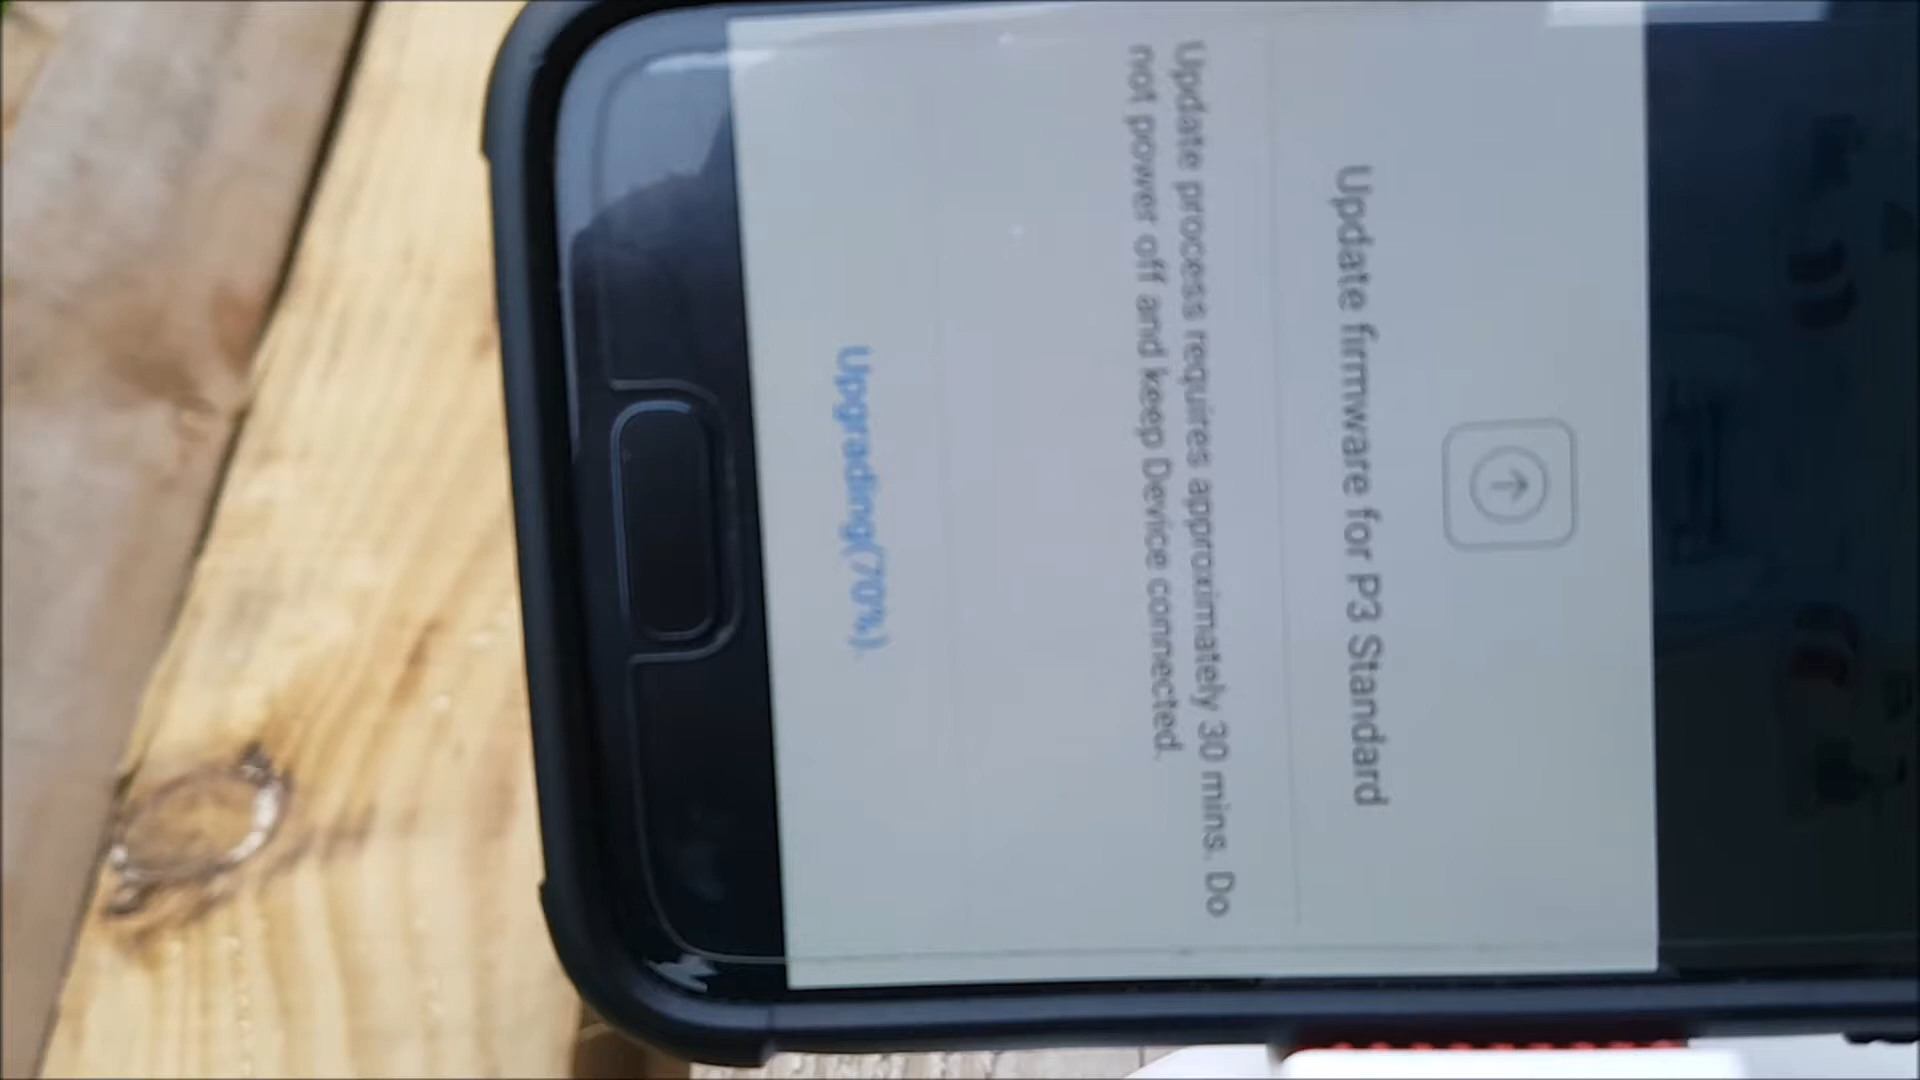 Update firmware for P3 Standard
Update process requires approximately 30 mins. Do
not power off and keep Device connected.
Upgrading(70%).